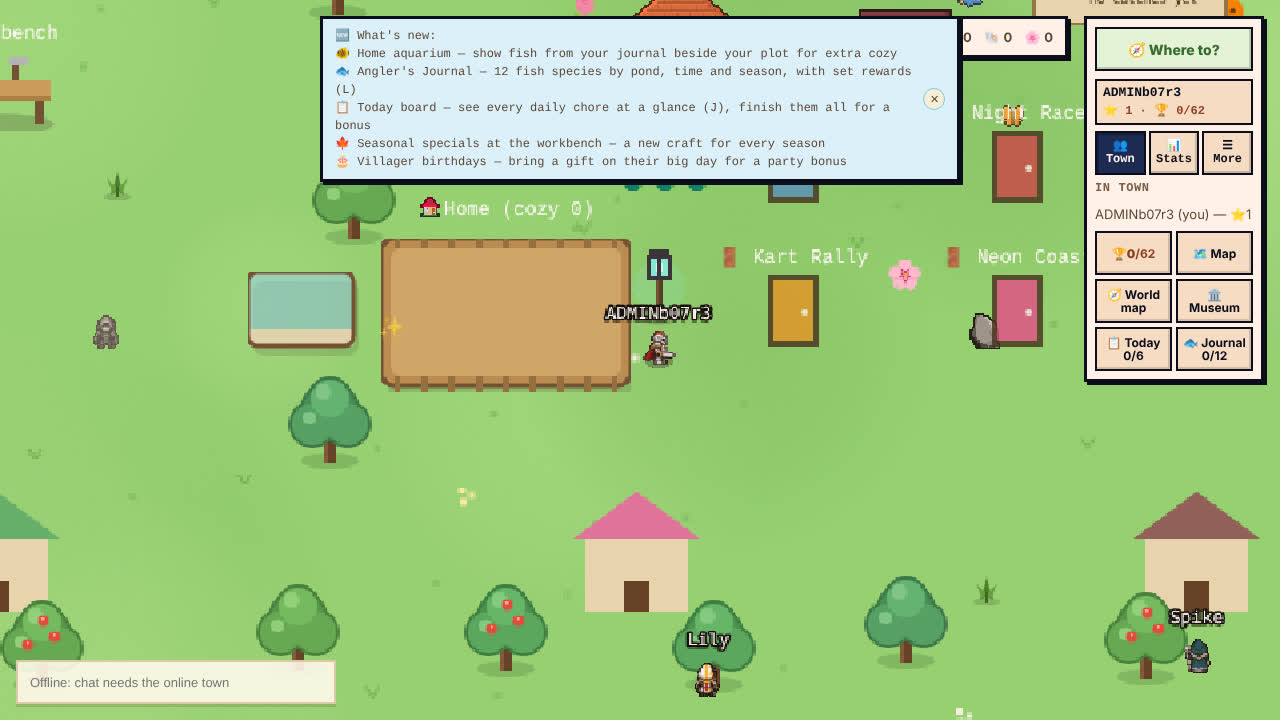 bench
🆕 What's new:
🐠 Home aquarium — show fish from your journal beside your plot for extra cozy
🐟 Angler's Journal — 12 fish species by pond, time and season, with set rewards
(L)
📋 Today board — see every daily chore at a glance (J), finish them all for a
bonus
🍁 Seasonal specials at the workbench — a new craft for every season
🎂 Villager birthdays — bring a gift on their big day for a party bonus
✕
0 🐚 0 🌸 0
🧭 Where to?
ADMINb07r3
⭐ 1 · 🏆 0/62
👥 Town
📊 Stats
☰ More
IN TOWN
ADMINb07r3 (you) — ⭐1
🏆0/62
🗺️ Map
🧭 World map
🏛️ Museum
📋 Today 0/6
🐟 Journal 0/12
Night Race
Home (cozy 0)
Kart Rally
Neon Coas
ADMINb07r3
Lily
Spike
Offline: chat needs the online town